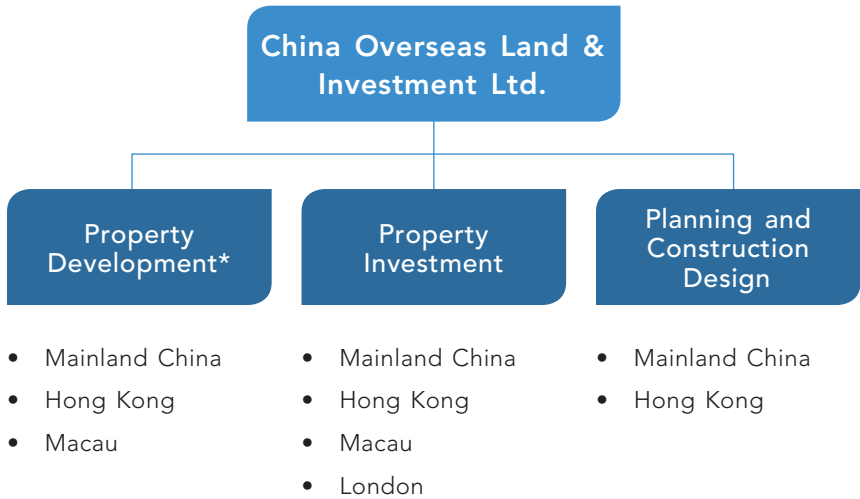 China Overseas Land &
Investment Ltd.
Property
Development*
Property
Investment
Planning and
Construction
Design
• Mainland China
• Hong Kong
• Macau
• Mainland China
• Hong Kong
• Macau
• London
• Mainland China
• Hong Kong